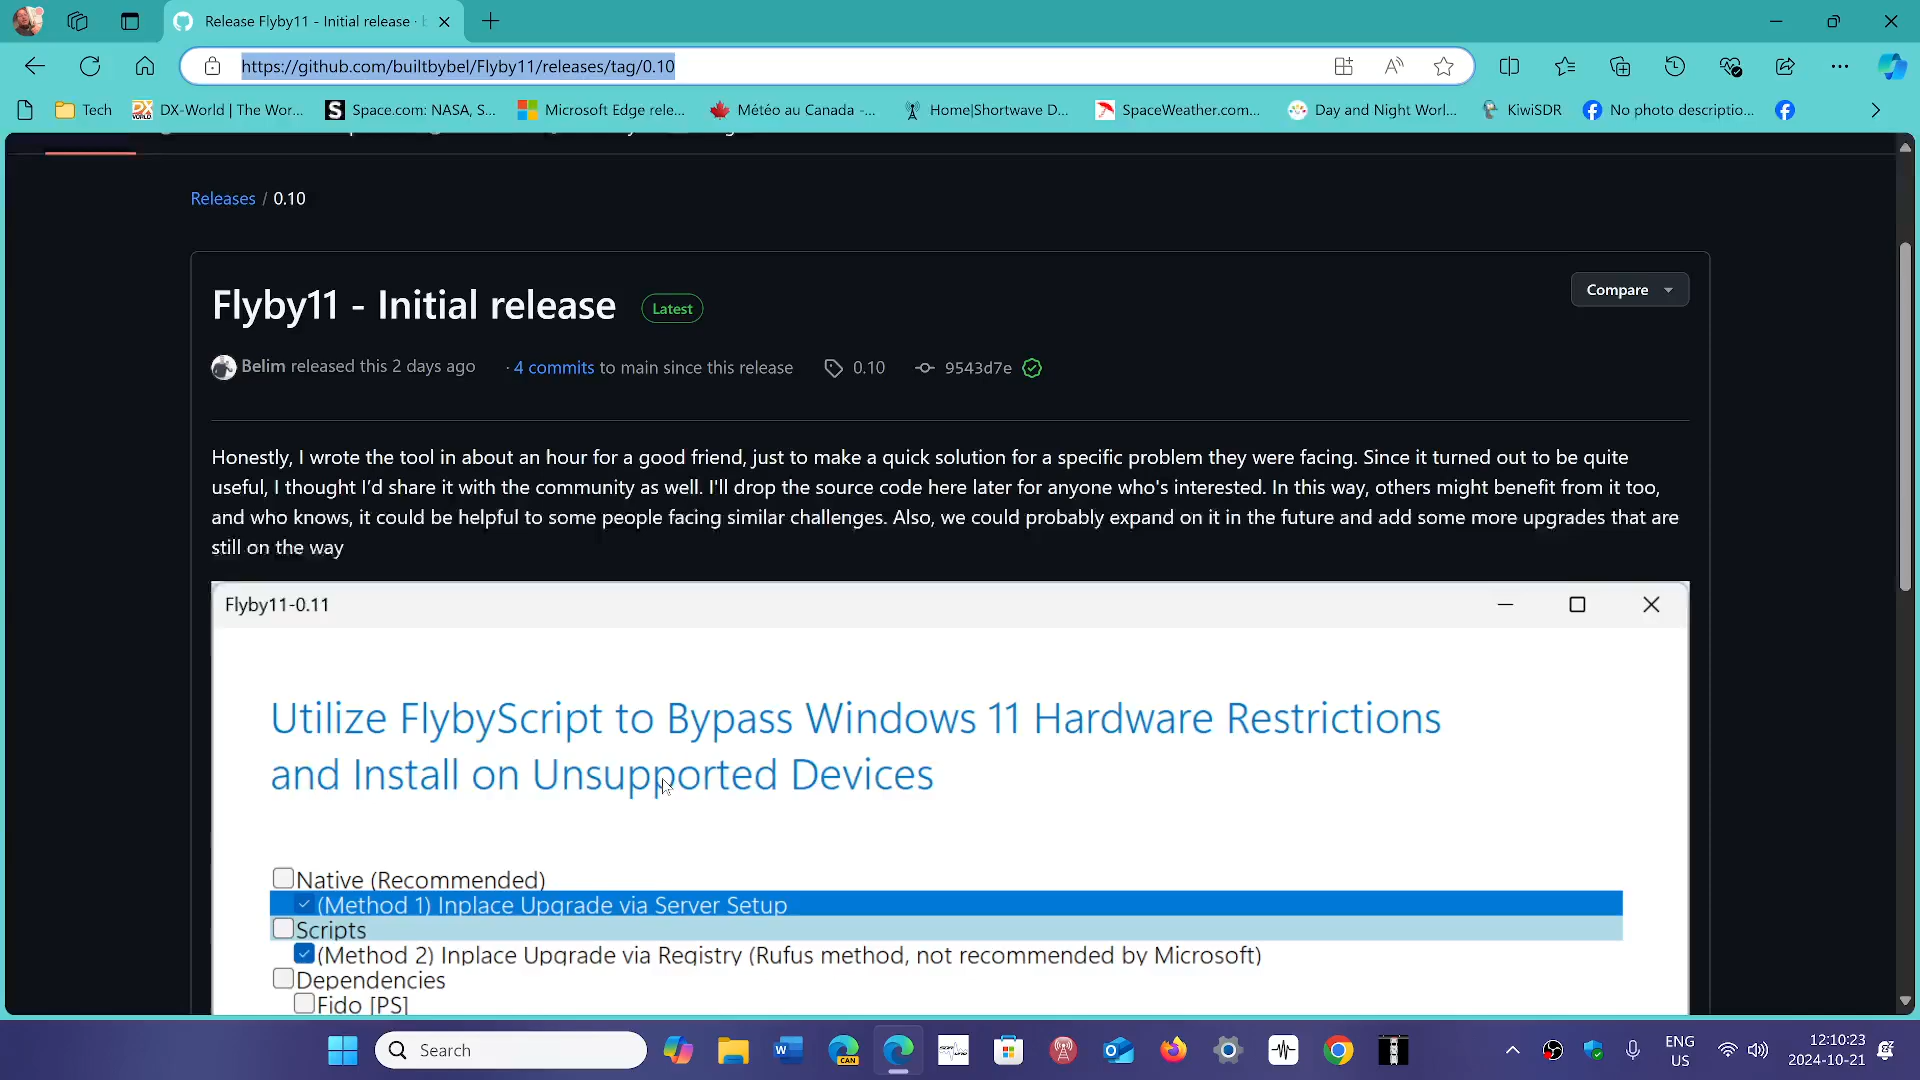 Release Flyby11 - Initial release · b
https://github.com/builtbybel/Flyby11/releases/tag/0.10
Tech
DX-World | The Wor...
Space.com: NASA, S...
Microsoft Edge rele...
Météo au Canada -...
Home|Shortwave D...
SpaceWeather.com...
Day and Night Worl...
KiwiSDR
No photo descriptio...
Releases / 0.10
Flyby11 - Initial release
Latest
Compare
Belim released this 2 days ago
· 4 commits to main since this release
0.10
9543d7e
Honestly, I wrote the tool in about an hour for a good friend, just to make a quick solution for a specific problem they were facing. Since it turned out to be quite
useful, I thought I'd share it with the community as well. I'll drop the source code here later for anyone who's interested. In this way, others might benefit from it too,
and who knows, it could be helpful to some people facing similar challenges. Also, we could probably expand on it in the future and add some more upgrades that are
still on the way
Flyby11-0.11
Utilize FlybyScript to Bypass Windows 11 Hardware Restrictions
and Install on Unsupported Devices
Native (Recommended)
(Method 1) Inplace Upgrade via Server Setup
Scripts
(Method 2) Inplace Upgrade via Registry (Rufus method, not recommended by Microsoft)
Dependencies
Fido [PS]
Search
CAN
ENG
US
12:10:23
2024-10-21